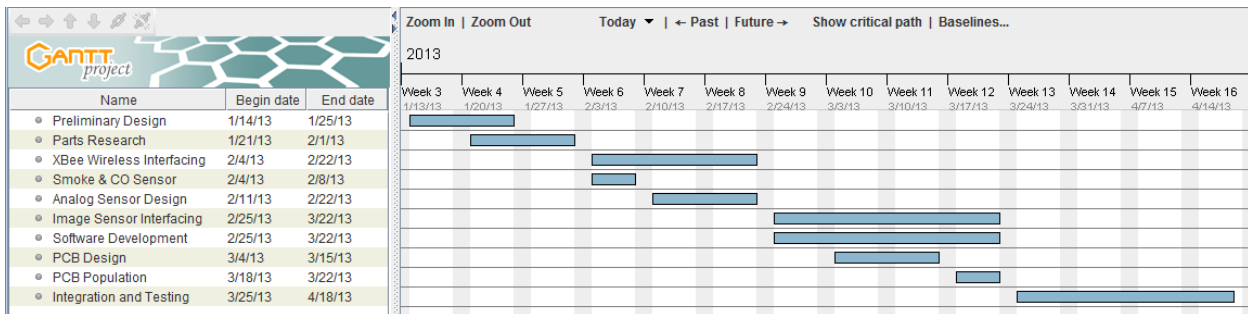 Zoom In | Zoom Out Today ▼ | ← Past | Future → Show critical path | Baselines...
GANTT
project
2013
Week 3 Week 4 Week 5 Week 6 Week 7 Week 8 Week 9 Week 10 Week 11 Week 12 Week 13 Week 14 Week 15 Week 16
1/13/13 1/20/13 1/27/13 2/3/13 2/10/13 2/17/13 2/24/13 3/3/13 3/10/13 3/17/13 3/24/13 3/31/13 4/7/13 4/14/13
Name Begin date End date
Preliminary Design 1/14/13 1/25/13
Parts Research 1/21/13 2/1/13
XBee Wireless Interfacing 2/4/13 2/22/13
Smoke & CO Sensor 2/4/13 2/8/13
Analog Sensor Design 2/11/13 2/22/13
Image Sensor Interfacing 2/25/13 3/22/13
Software Development 2/25/13 3/22/13
PCB Design 3/4/13 3/15/13
PCB Population 3/18/13 3/22/13
Integration and Testing 3/25/13 4/18/13